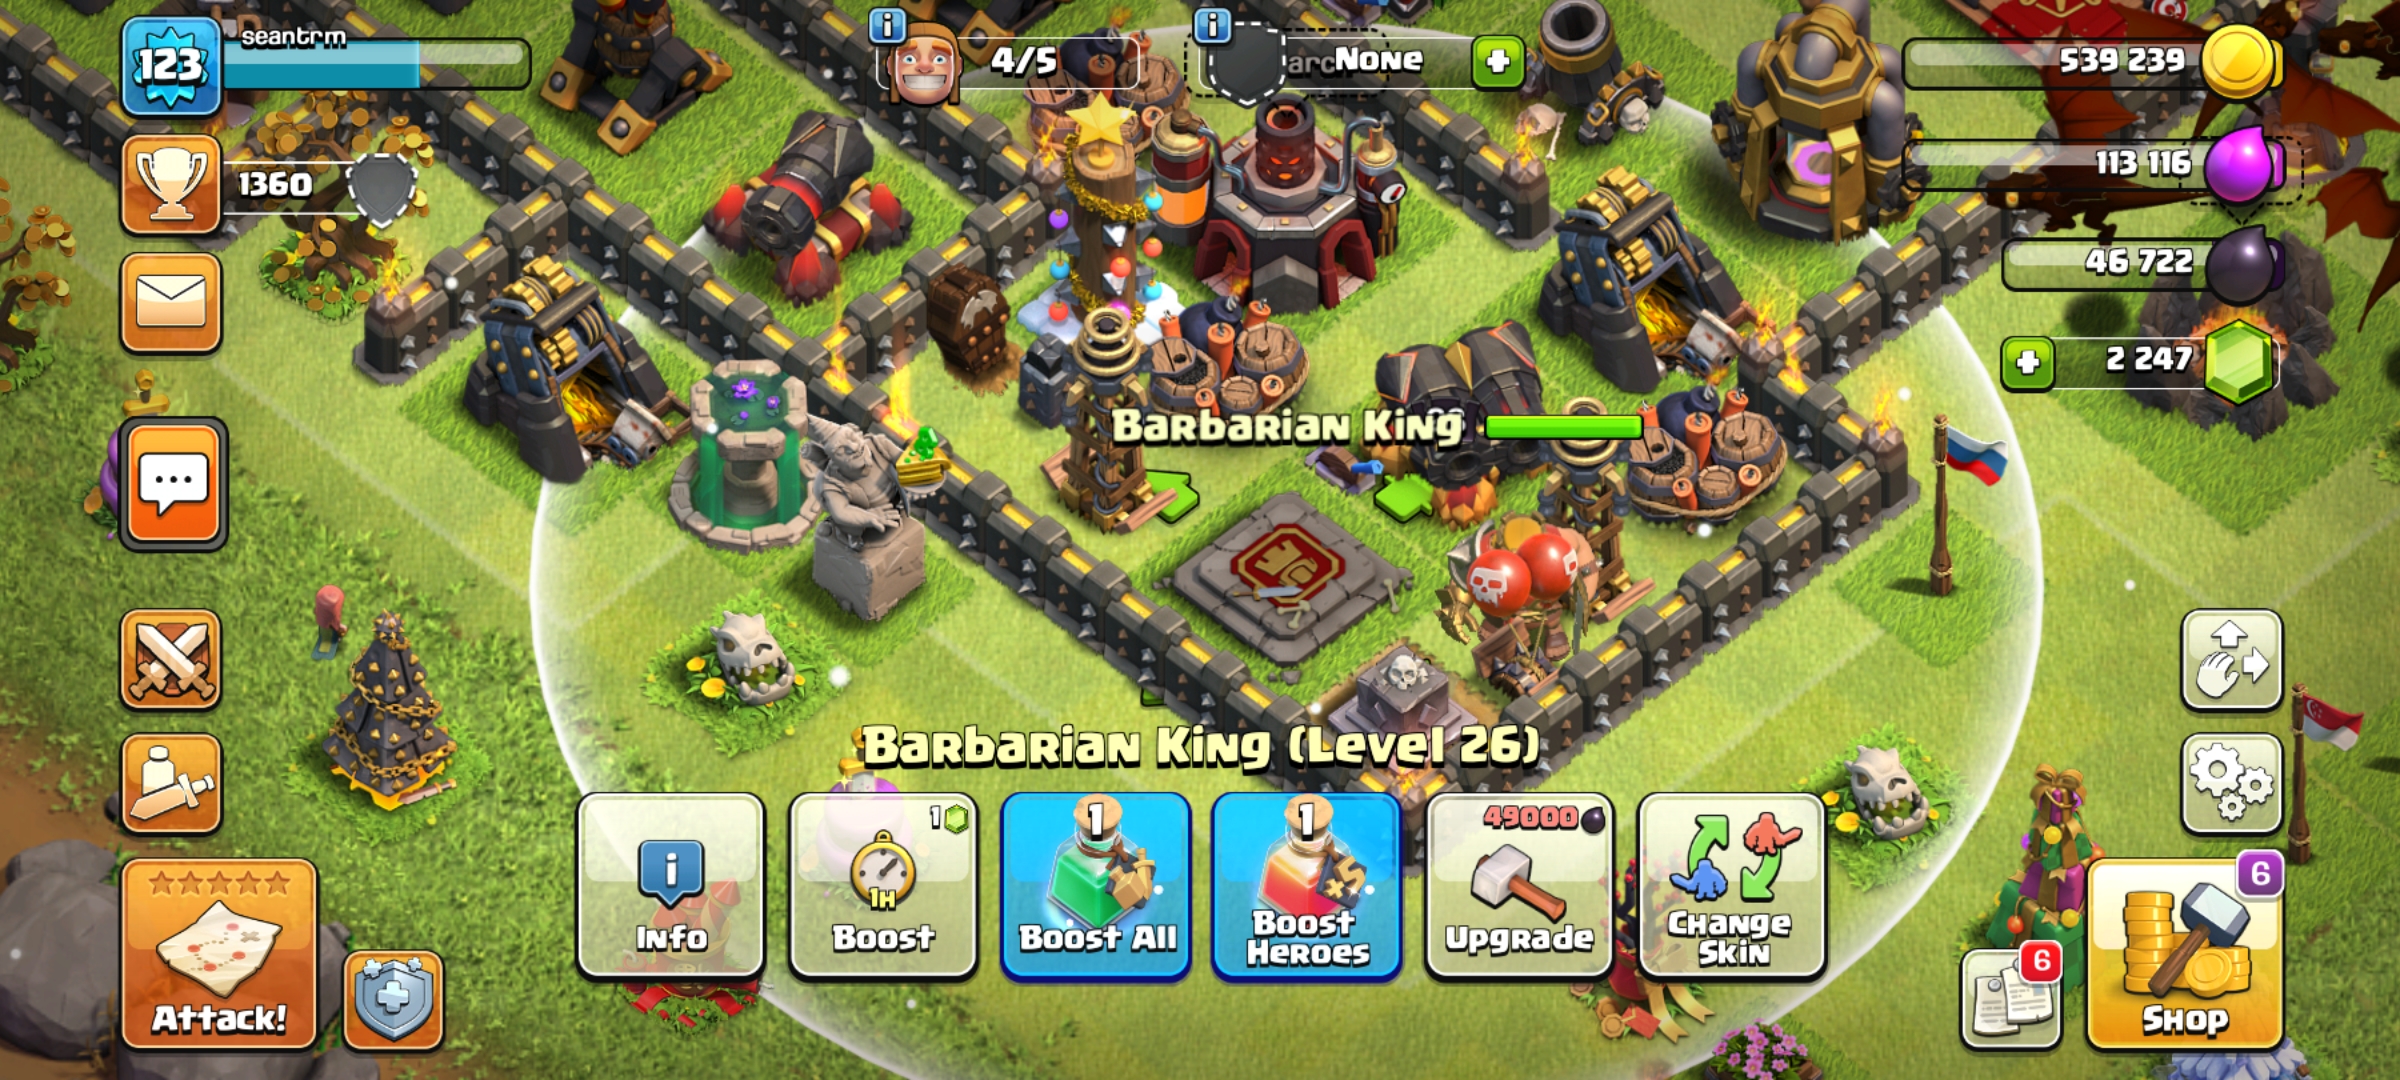 seantrm
123
4/5
None
539 239
1360
113 116
46 722
2 247
Barbarian King
Barbarian King (Level 26)
1
1
1
49000
1H
x5
Info
Boost
Boost All
Boost Heroes
Upgrade
Change Skin
6
6
Attack!
Shop